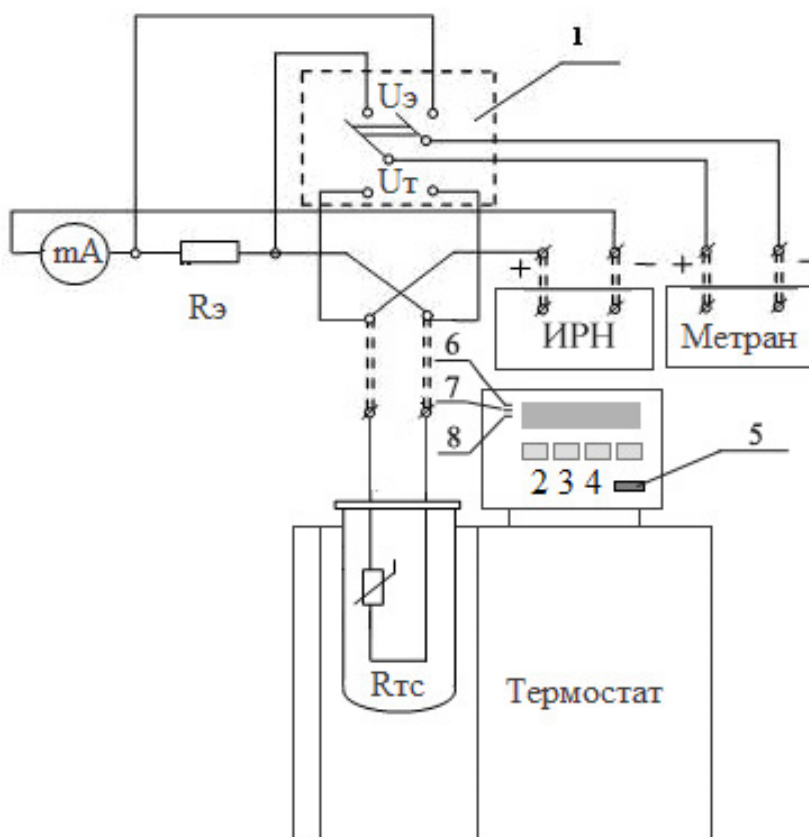 1
Uэ
Uт
mA
Rэ
+ − + −
ИРН
Метран
6
7
8
5
2 3 4
Rтс
Термостат